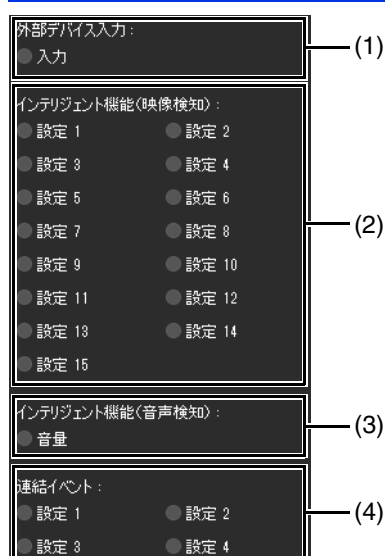 外部デバイス入力：
入力
(1)
インテリジェント機能(映像検知)：
設定 1 設定 2
設定 3 設定 4
設定 5 設定 6
設定 7 設定 8
(2)
設定 9 設定 10
設定 11 設定 12
設定 13 設定 14
設定 15
インテリジェント機能(音声検知)：
音量
(3)
連結イベント：
設定 1 設定 2
(4)
設定 3 設定 4